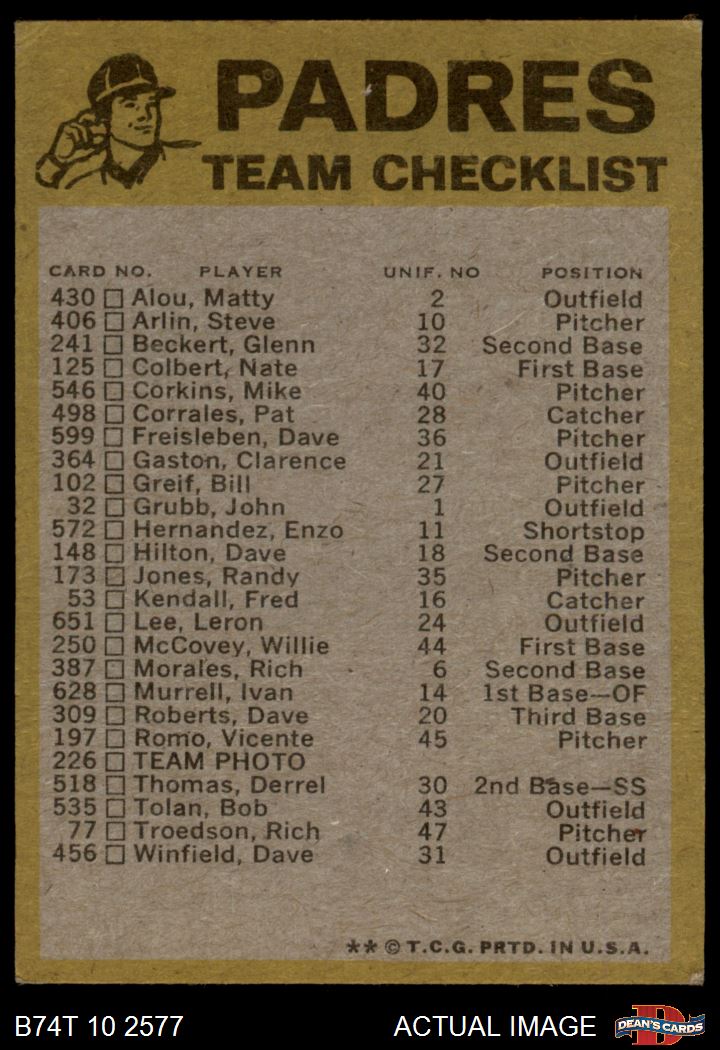 PADRES
TEAM CHECKLIST
CARD NO. PLAYER UNIF. NO POSITION
430 Alou, Matty 2 Outfield
406 Arlin, Steve 10 Pitcher
241 Beckert, Glenn 32 Second Base
125 Colbert, Nate 17 First Base
546 Corkins, Mike 40 Pitcher
498 Corrales, Pat 28 Catcher
599 Freisleben, Dave 36 Pitcher
364 Gaston, Clarence 21 Outfield
102 Greif, Bill 27 Pitcher
32 Grubb, John 1 Outfield
572 Hernandez, Enzo 11 Shortstop
148 Hilton, Dave 18 Second Base
173 Jones, Randy 35 Pitcher
53 Kendall, Fred 16 Catcher
651 Lee, Leron 24 Outfield
250 McCovey, Willie 44 First Base
387 Morales, Rich 6 Second Base
628 Murrell, Ivan 14 1st Base—OF
309 Roberts, Dave 20 Third Base
197 Romo, Vicente 45 Pitcher
226 TEAM PHOTO
518 Thomas, Derrel 30 2nd Base—SS
535 Tolan, Bob 43 Outfield
77 Troedson, Rich 47 Pitcher
456 Winfield, Dave 31 Outfield
** © T.C.G. PRTD. IN U.S.A.
B74T 10 2577 ACTUAL IMAGE D DEAN'S CARDS